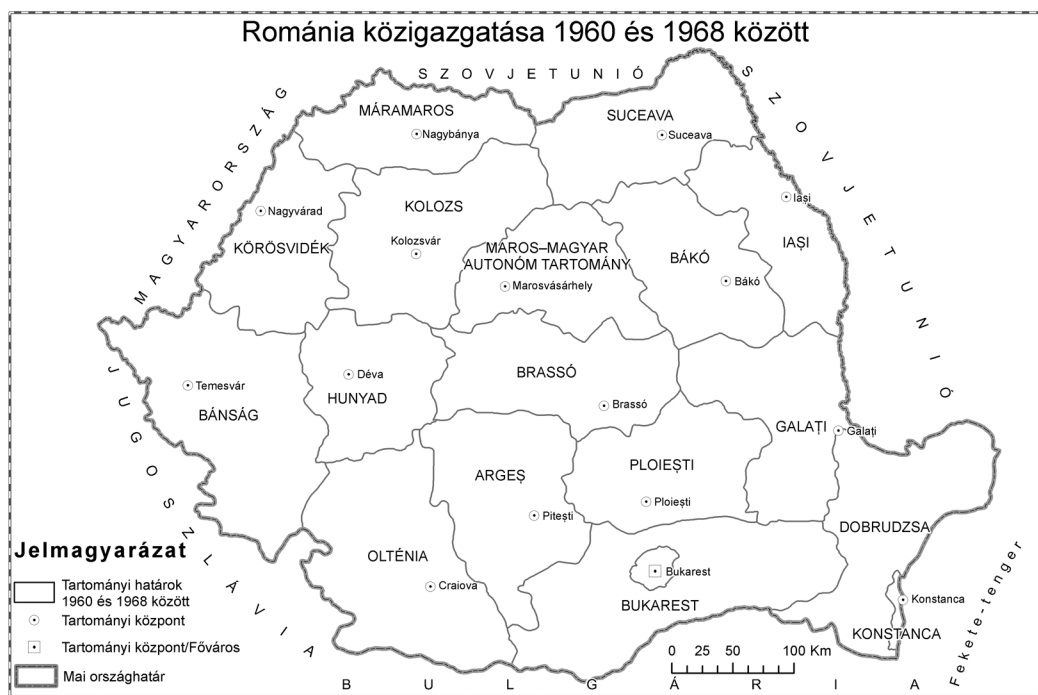 Románia közigazgatása 1960 és 1968 között
SZOVJETUNIÓ
SZOVJETUNIÓ
MAGYARORSZÁG
MÁRAMAROS
Nagybánya
SUCEAVA
Suceava
Nagyvárad
KÖRÖSVIDÉK
KOLOZS
Kolozsvár
MAROS–MAGYAR
AUTONÓM TARTOMÁNY
Marosvásárhely
BÁKÓ
Bákó
Iași
IAȘI
JUGOSZLÁVIA
Temesvár
BÁNSÁG
Déva
HUNYAD
BRASSÓ
Brassó
GALAȚI
Galați
ARGEȘ
Pitești
PLOIEȘTI
Ploiești
DOBRUDZSA
OLTÉNIA
Craiova
Bukarest
BUKAREST
Konstanca
KONSTANCA
Fekete-tenger
BULGÁRIA
0 25 50 100 Km
Jelmagyarázat
Tartományi határok
1960 és 1968 között
Tartományi központ
Tartományi központ/Főváros
Mai országhatár